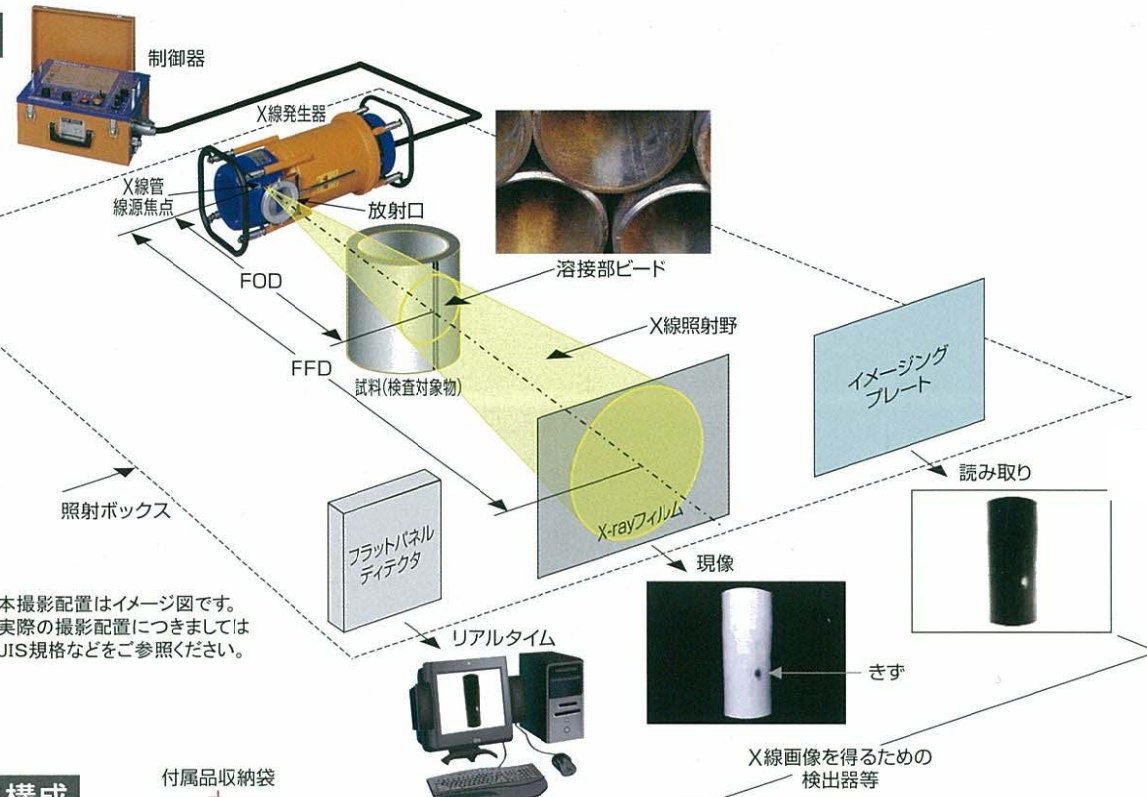 制御器
X線発生器
X線管
線源焦点
放射口
FOD
FFD
溶接部ビード
X線照射野
試料(検査対象物)
イメージング
プレート
照射ボックス
読み取り
フラットパネル
ディテクタ
X-rayフィルム
現像
本撮影配置はイメージ図です。
実際の撮影配置につきましては
JIS規格などをご参照ください。
リアルタイム
きず
X線画像を得るための
検出器等
構成
付属品収納袋